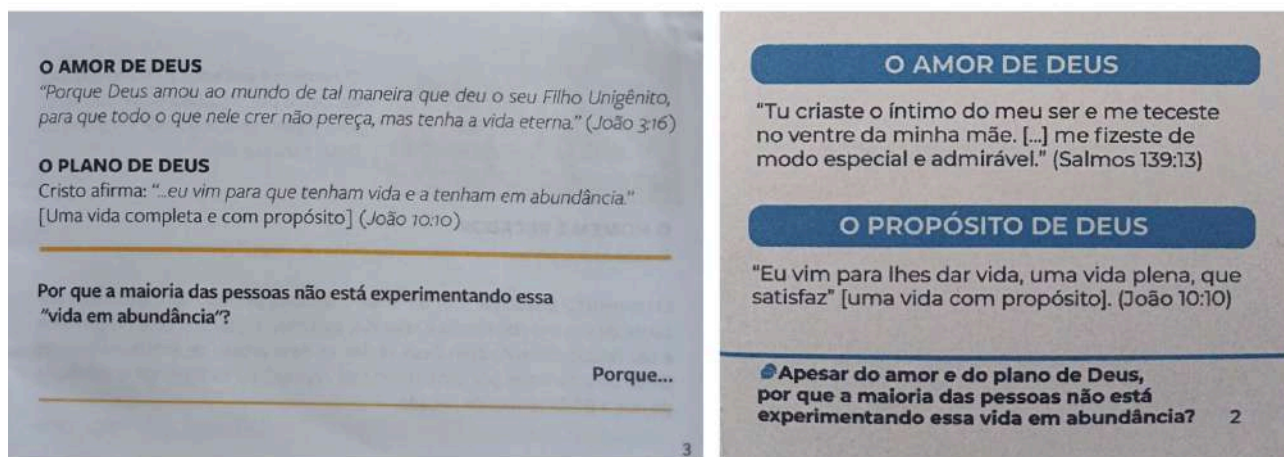 O AMOR DE DEUS
"Porque Deus amou ao mundo de tal maneira que deu o seu Filho Unigênito,
para que todo o que nele crer não pereça, mas tenha a vida eterna." (João 3:16)
O PLANO DE DEUS
Cristo afirma: "...eu vim para que tenham vida e a tenham em abundância."
[Uma vida completa e com propósito] (João 10:10)
Por que a maioria das pessoas não está experimentando essa
"vida em abundância"?
Porque...
3
O AMOR DE DEUS
"Tu criaste o íntimo do meu ser e me teceste
no ventre da minha mãe. [...] me fizeste de
modo especial e admirável." (Salmos 139:13)
O PROPÓSITO DE DEUS
"Eu vim para lhes dar vida, uma vida plena, que
satisfaz" [uma vida com propósito]. (João 10:10)
Apesar do amor e do plano de Deus,
por que a maioria das pessoas não está
experimentando essa vida em abundância? 2